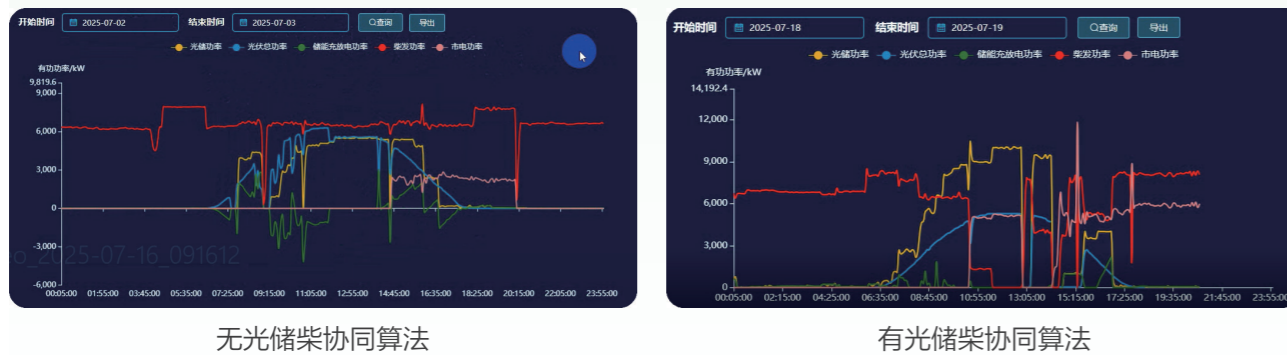 开始时间 2025-07-02 结束时间 2025-07-03 查询 导出
光储功率 光伏总功率 储能充放电功率 柴发功率 市电功率
有功功率/kW
9,819.6
9,000
6,000
3,000
0
-3,000
-6,000
00:05:00 01:55:00 03:45:00 05:35:00 07:25:00 09:15:00 11:05:00 12:55:00 14:45:00 16:35:00 18:25:00 20:15:00 22:05:00 23:55:00
o_2025-07-16_091612
无光储柴协同算法
开始时间 2025-07-18 结束时间 2025-07-19 查询 导出
光储功率 光伏总功率 储能充放电功率 柴发功率 市电功率
有功功率/kW
14,192.4
12,000
9,000
6,000
3,000
0
00:05:00 02:15:00 04:25:00 06:35:00 08:45:00 10:55:00 13:05:00 15:15:00 17:25:00 19:35:00 21:45:00 23:55:00
有光储柴协同算法